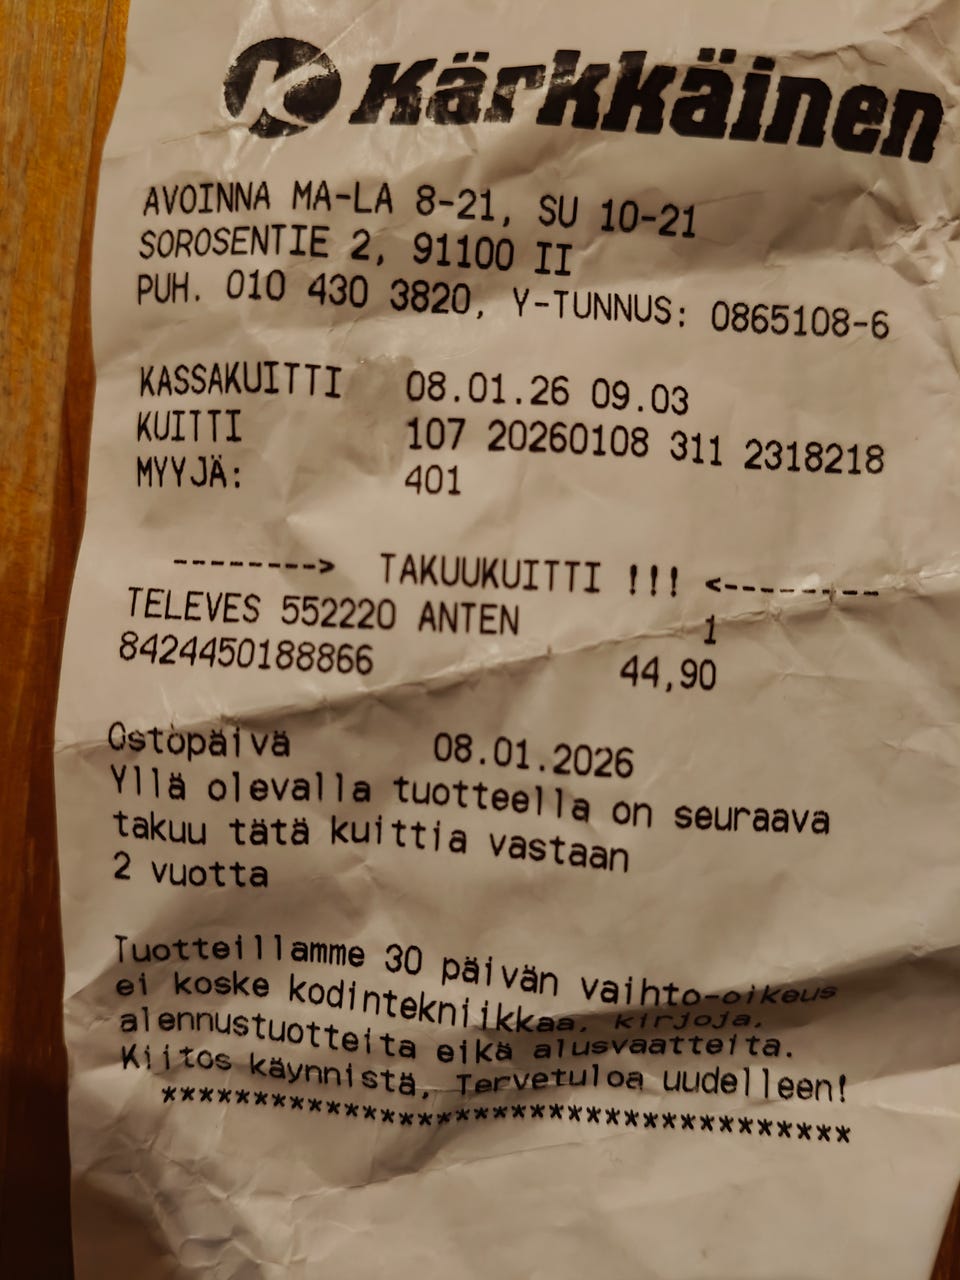 K Kärkkäinen
AVOINNA MA-LA 8-21, SU 10-21
SOROSENTIE 2, 91100 II
PUH. 010 430 3820, Y-TUNNUS: 0865108-6
KASSAKUITTI 08.01.26 09.03
KUITTI 107 20260108 311 2318218
MYYJÄ: 401
--------> TAKUUKUITTI !!! <---------
TELEVES 552220 ANTEN 1
8424450188866 44,90
Ostopäivä 08.01.2026
Yllä olevalla tuotteella on seuraava
takuu tätä kuittia vastaan
2 vuotta
Tuotteillamme 30 päivän vaihto-oikeus
ei koske kodintekniikkaa, kirjoja,
alennustuotteita eikä alusvaatteita.
Kiitos käynnistä, Tervetuloa uudelleen!
***************************************